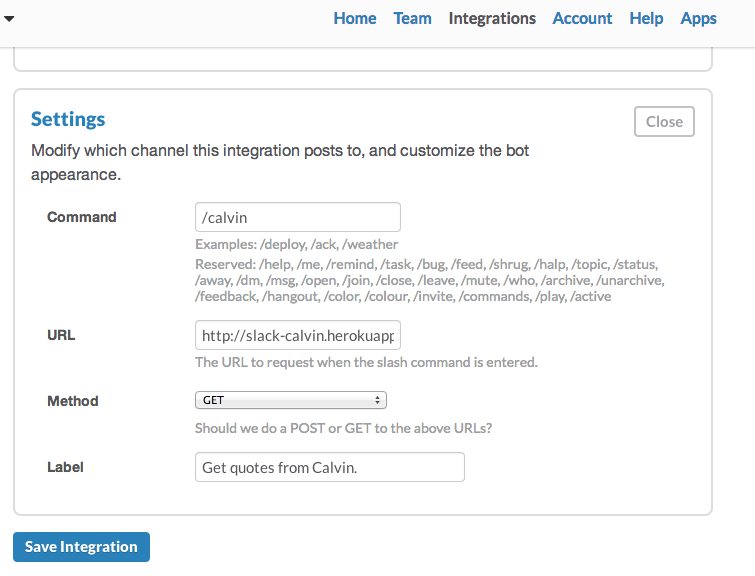 Home Team Integrations Account Help Apps
Settings
Close
Modify which channel this integration posts to, and customize the bot
appearance.
Command
/calvin
Examples: /deploy, /ack, /weather
Reserved: /help, /me, /remind, /task, /bug, /feed, /shrug, /halp, /topic, /status,
/away, /dm, /msg, /open, /join, /close, /leave, /mute, /who, /archive, /unarchive,
/feedback, /hangout, /color, /colour, /invite, /commands, /play, /active
URL
http://slack-calvin.herokuapp
The URL to request when the slash command is entered.
Method
GET
Should we do a POST or GET to the above URLs?
Label
Get quotes from Calvin.
Save Integration